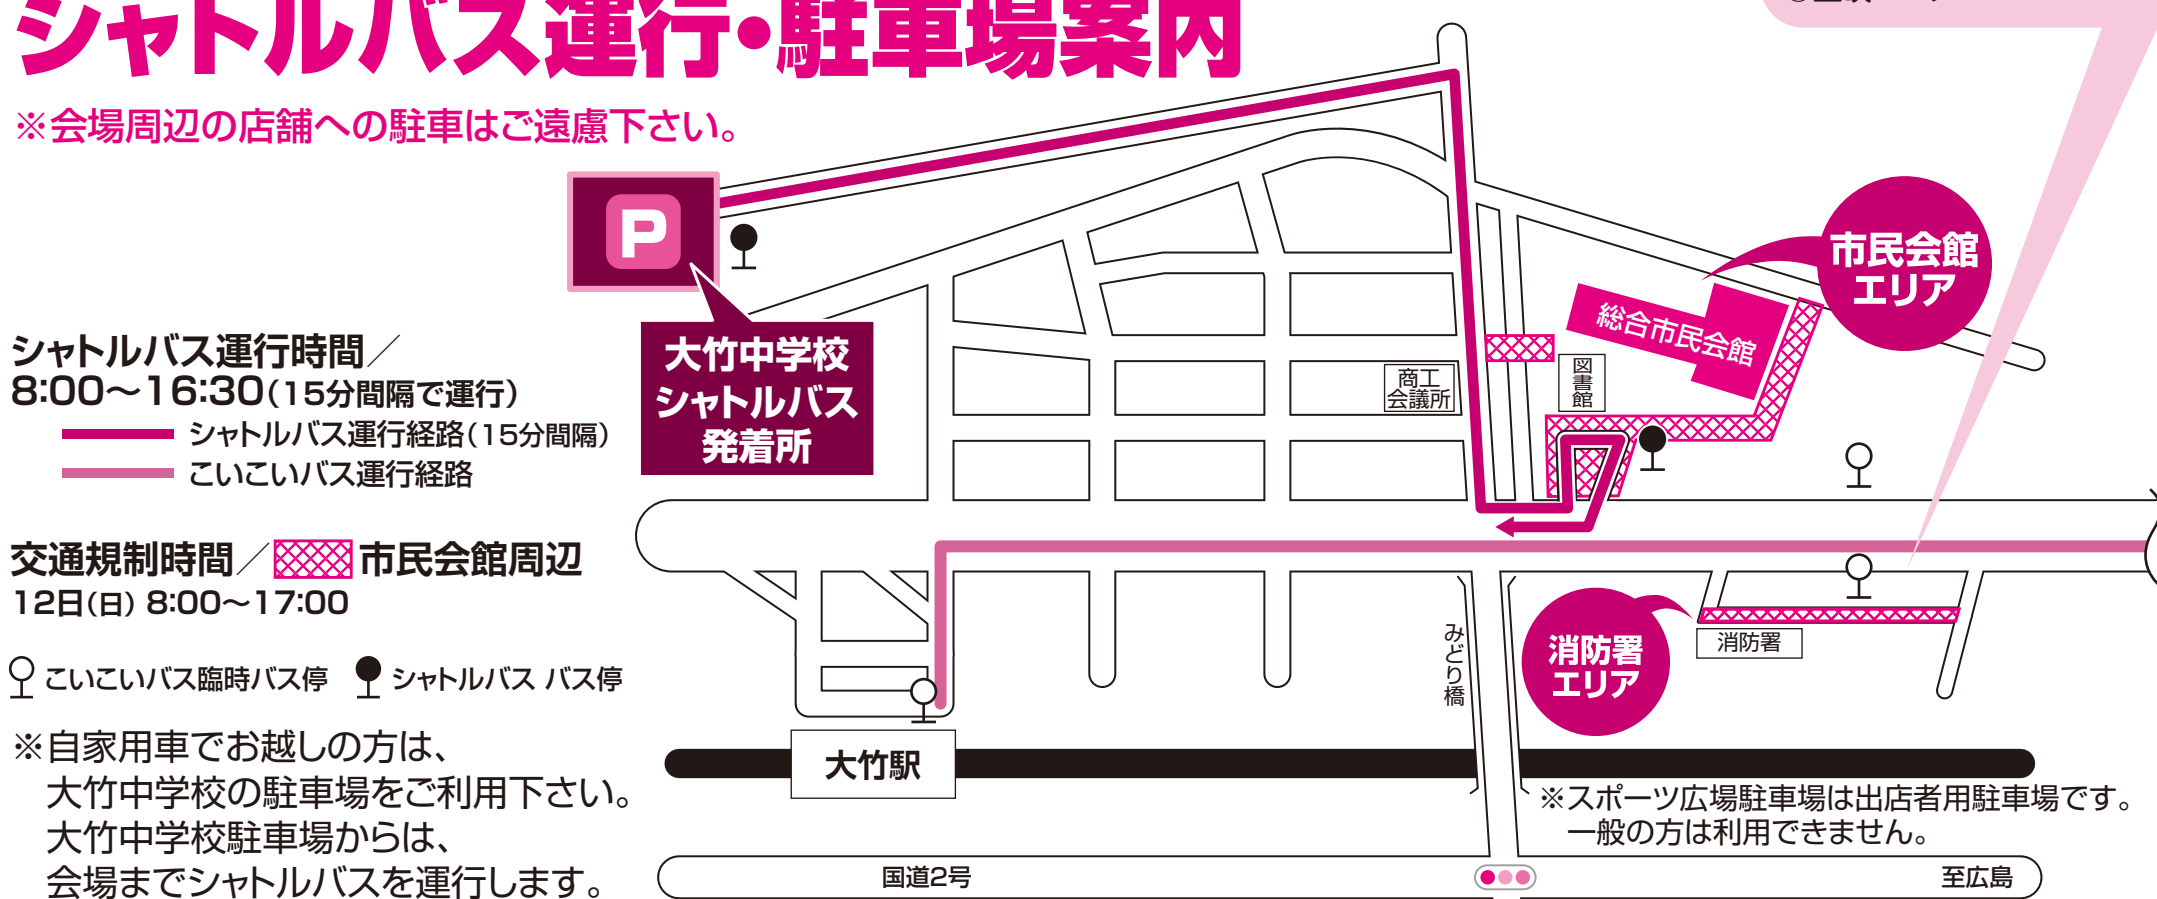 シャトルバス運行・駐車場案内
※会場周辺の店舗への駐車はご遠慮下さい。
P
大竹中学校
シャトルバス
発着所
シャトルバス運行時間／
8:00～16:30(15分間隔で運行)
シャトルバス運行経路(15分間隔)
こいこいバス運行経路
交通規制時間／ 市民会館周辺
12日(日) 8:00～17:00
こいこいバス臨時バス停 シャトルバス バス停
※自家用車でお越しの方は、
大竹中学校の駐車場をご利用下さい。
大竹中学校駐車場からは、
会場までシャトルバスを運行します。
市民会館
エリア
総合市民会館
商工
会議所
図書館
みどり橋
消防署
エリア
消防署
大竹駅
※スポーツ広場駐車場は出店者用駐車場です。
一般の方は利用できません。
国道2号
至広島